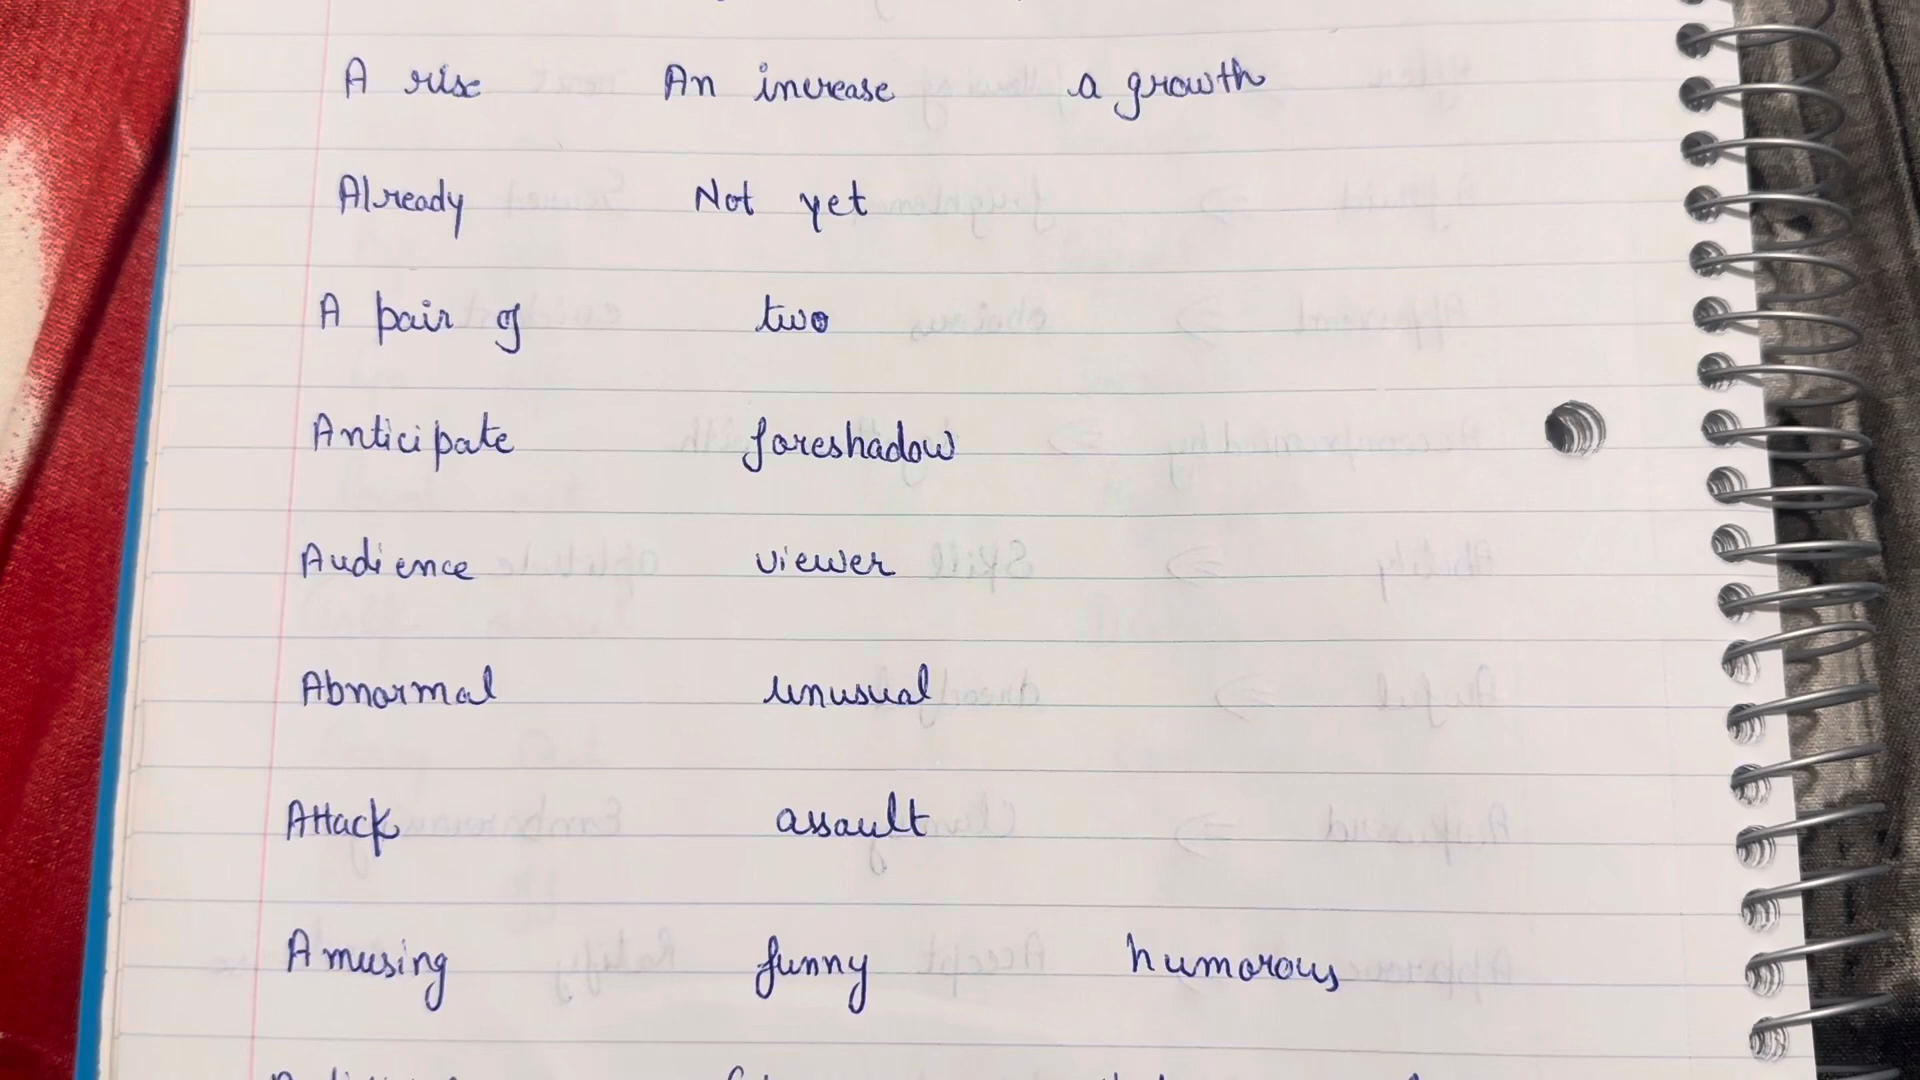 A rise An increase a growth
Already Not yet
A pair of two
Anticipate foreshadow
Audience viewer
Abnormal unusual
Attack assault
Amusing funny humorous